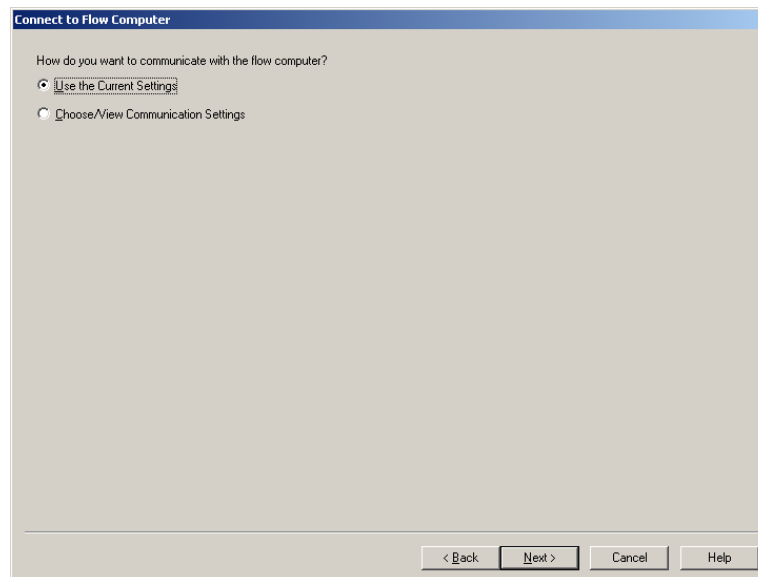 Connect to Flow Computer
How do you want to communicate with the flow computer?
Use the Current Settings
Choose/View Communication Settings
< Back Next > Cancel Help